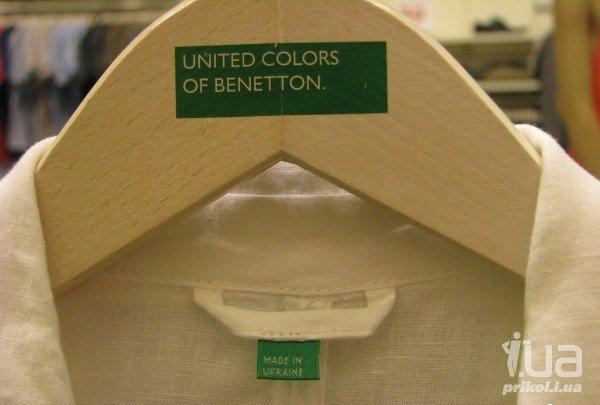 UNITED COLORS
OF BENETTON.
MADE IN
UKRAINE
i.ua
prikol.i.ua